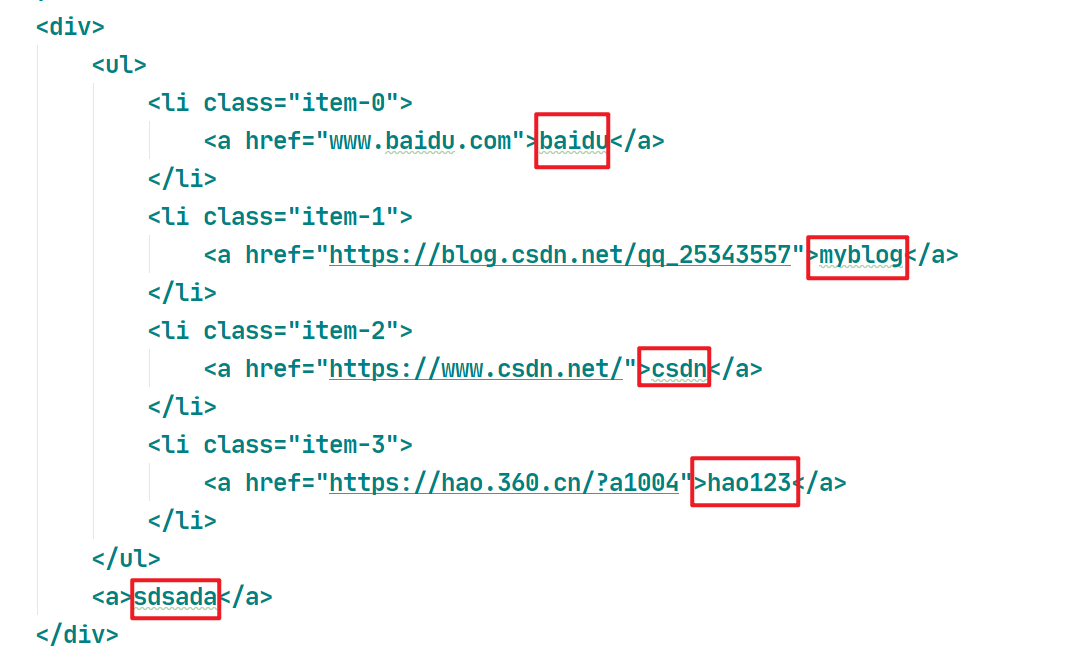 <div>
<ul>
<li class="item-0">
<a href="www.baidu.com">baidu</a>
</li>
<li class="item-1">
<a href="https://blog.csdn.net/qq_25343557">myblog</a>
</li>
<li class="item-2">
<a href="https://www.csdn.net/">csdn</a>
</li>
<li class="item-3">
<a href="https://hao.360.cn/?a1004">hao123</a>
</li>
</ul>
<a>sdsada</a>
</div>